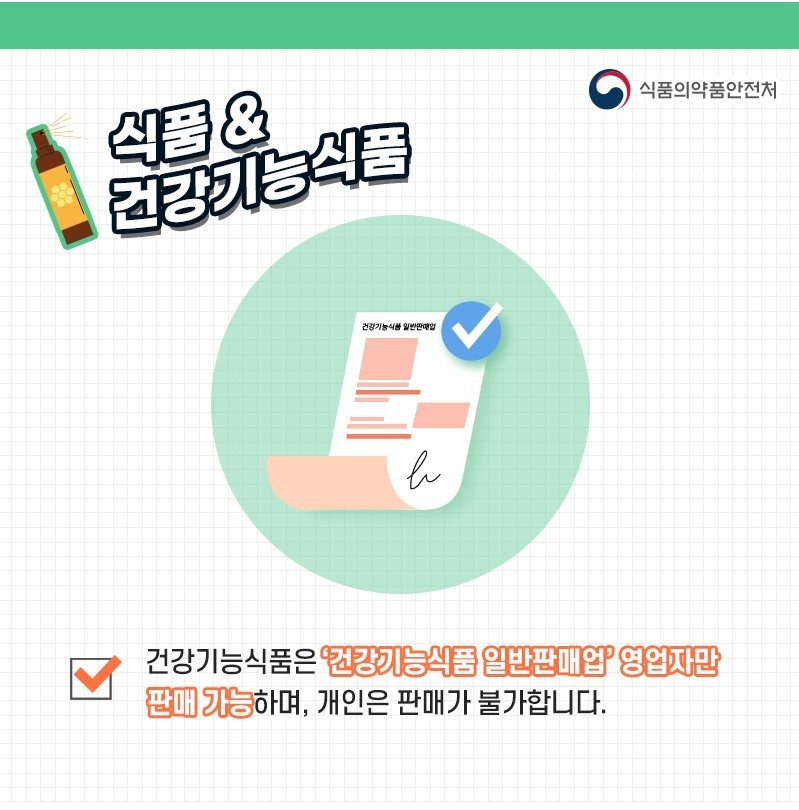 식품의약품안전처
식품 &
건강기능식품
건강기능식품 일반판매업
건강기능식품은 ‘건강기능식품 일반판매업’ 영업자만
판매 가능하며, 개인은 판매가 불가합니다.